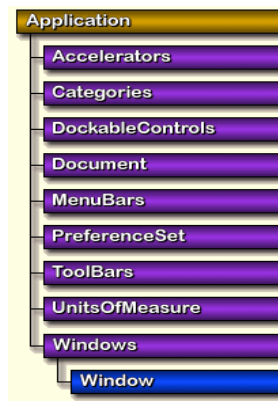 Application
Accelerators
Categories
DockableControls
Document
MenuBars
PreferenceSet
ToolBars
UnitsOfMeasure
Windows
Window